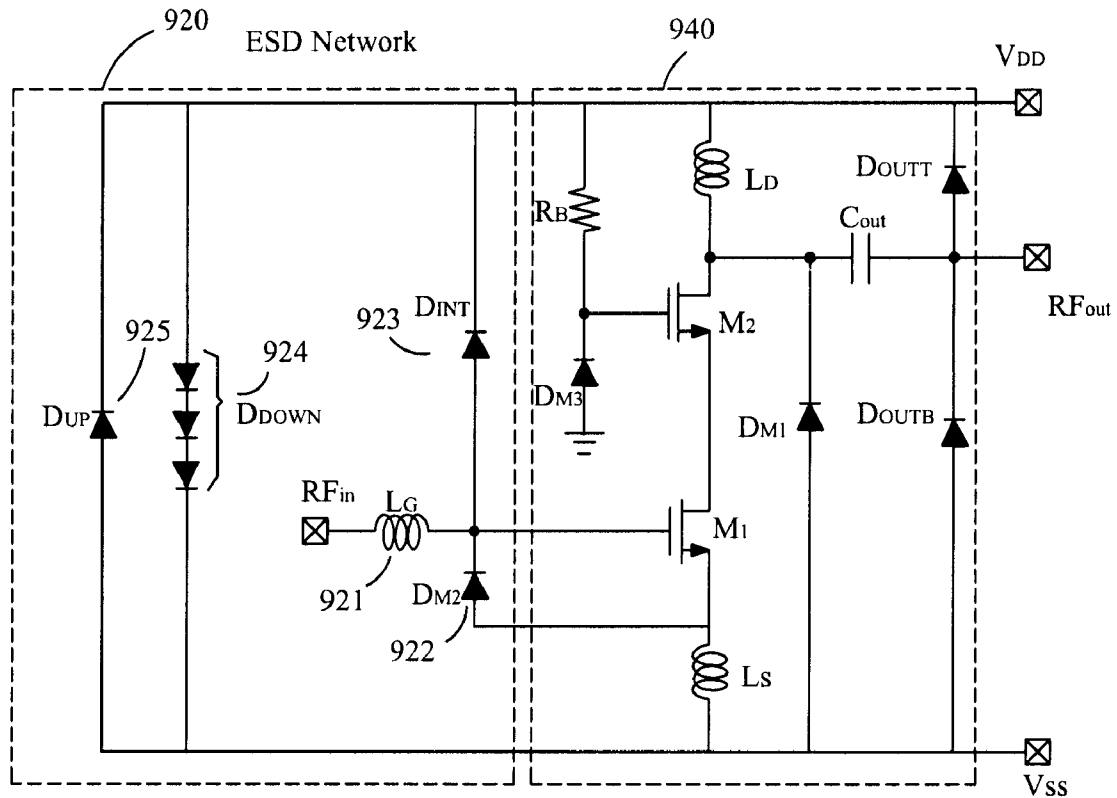 920
ESD Network
940
VDD
LD
DOUTT
RB
Cout
DINT
923
RFout
M2
925
924
DUP
DDOWN
DM3
DM1
DOUTB
RFin
LG
M1
921
DM2
922
LS
VSS